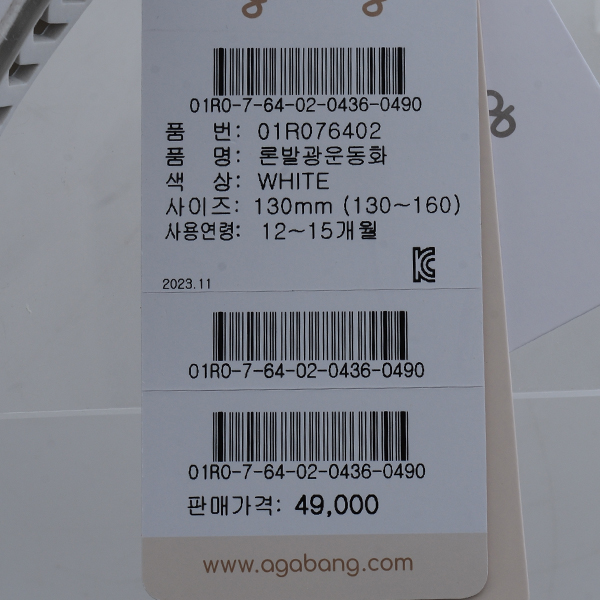 01R0-7-64-02-0436-0490
품 번: 01R076402
품 명: 론발광운동화
색 상: WHITE
사이즈: 130mm (130~160)
사용연령: 12~15개월
2023.11
01R0-7-64-02-0436-0490
01R0-7-64-02-0436-0490
판매가격: 49,000
www.agabang.com